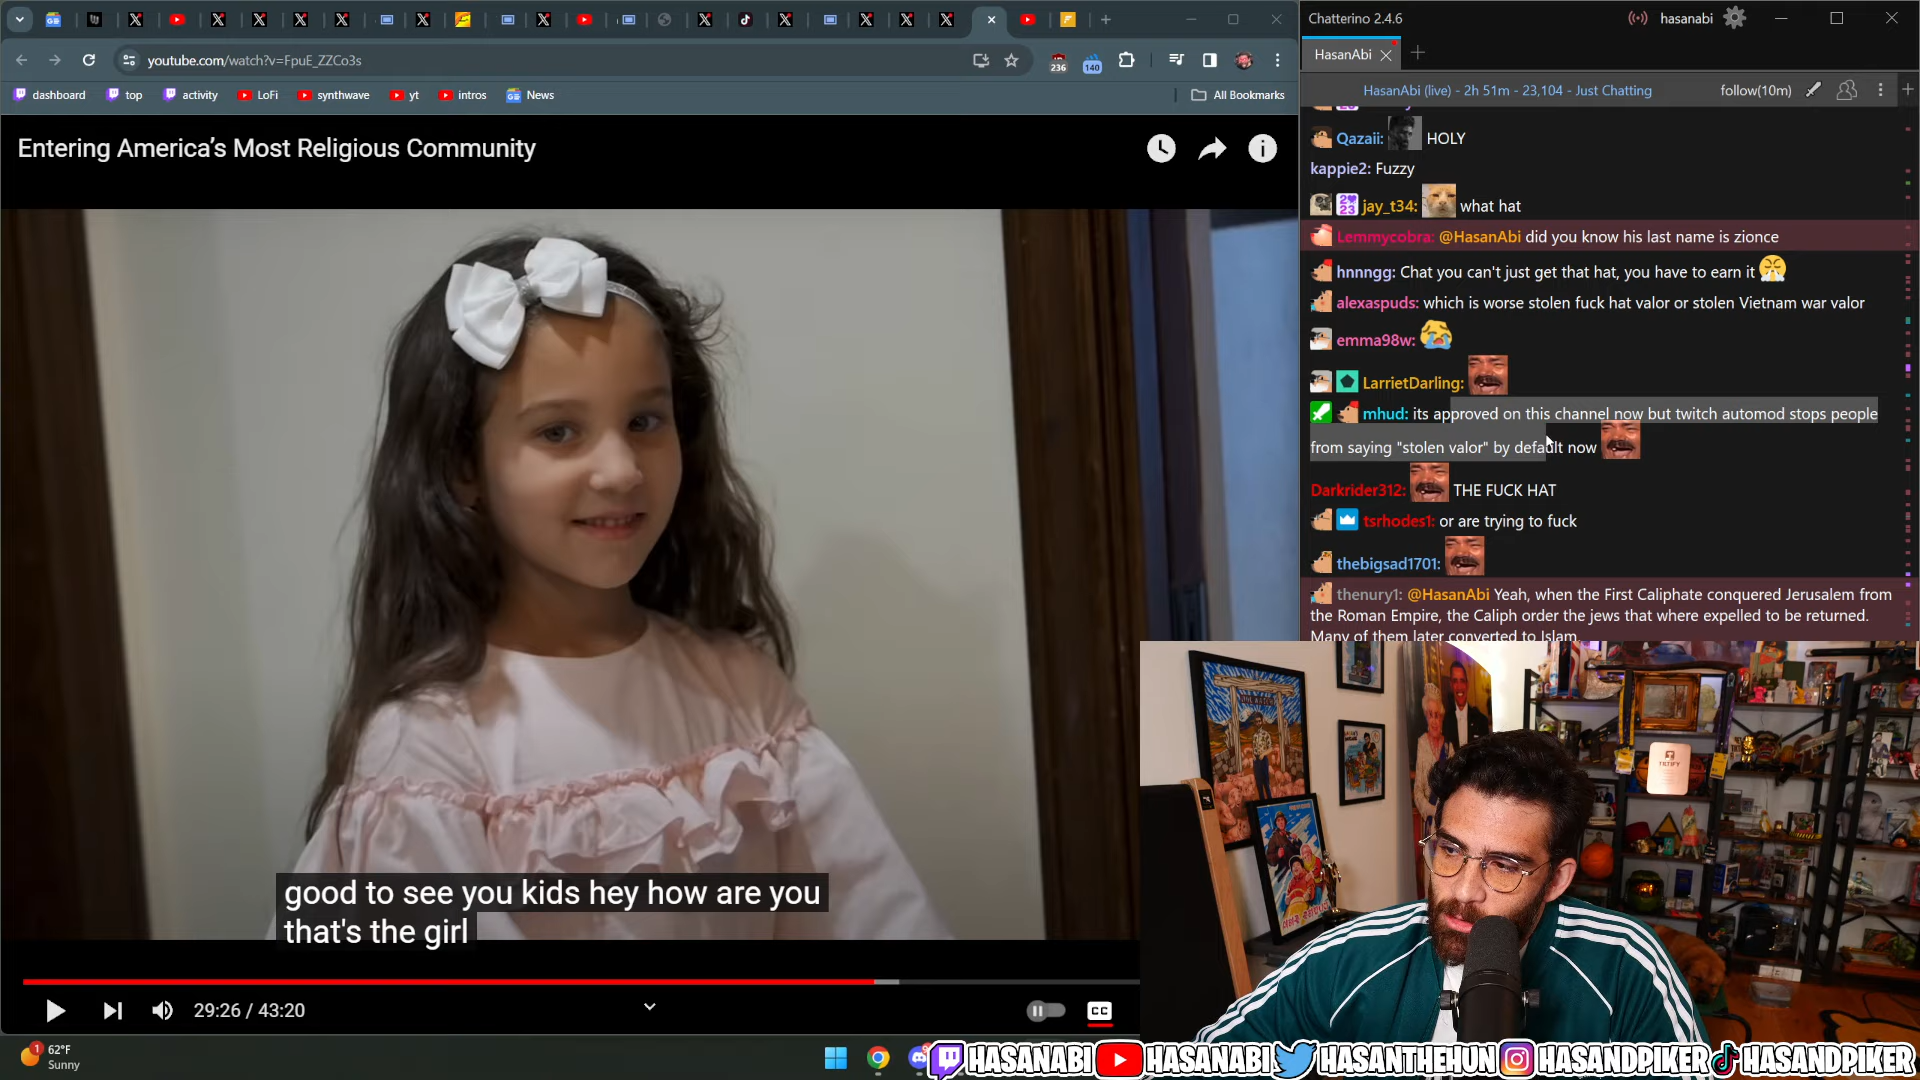 youtube.com/watch?v=FpuE_ZZCo3s
236
140
dashboard
top
activity
LoFi
synthwave
yt
intros
News
All Bookmarks
Entering America's Most Religious Community
good to see you kids hey how are you
that's the girl
29:26 / 43:20
CC
1
62°F
Sunny
Chatterino 2.4.6
hasanabi
HasanAbi
HasanAbi (live) - 2h 51m - 23,104 - Just Chatting
follow(10m)
Qazaii: HOLY
kappie2: Fuzzy
jay_t34: what hat
Lemmycobra: @HasanAbi did you know his last name is zionce
hnnngg: Chat you can't just get that hat, you have to earn it
alexaspuds: which is worse stolen fuck hat valor or stolen Vietnam war valor
emma98w:
LarrietDarling:
mhud: its approved on this channel now but twitch automod stops people
from saying "stolen valor" by default now
Darkrider312: THE FUCK HAT
tsrhodes1: or are trying to fuck
thebigsad1701:
thenury1: @HasanAbi Yeah, when the First Caliphate conquered Jerusalem from
the Roman Empire, the Caliph order the jews that where expelled to be returned.
Many of them later converted to Islam.
TILTIFY
HASANABI HASANABI HASANTHEHUN HASANDPIKER HASANDPIKER